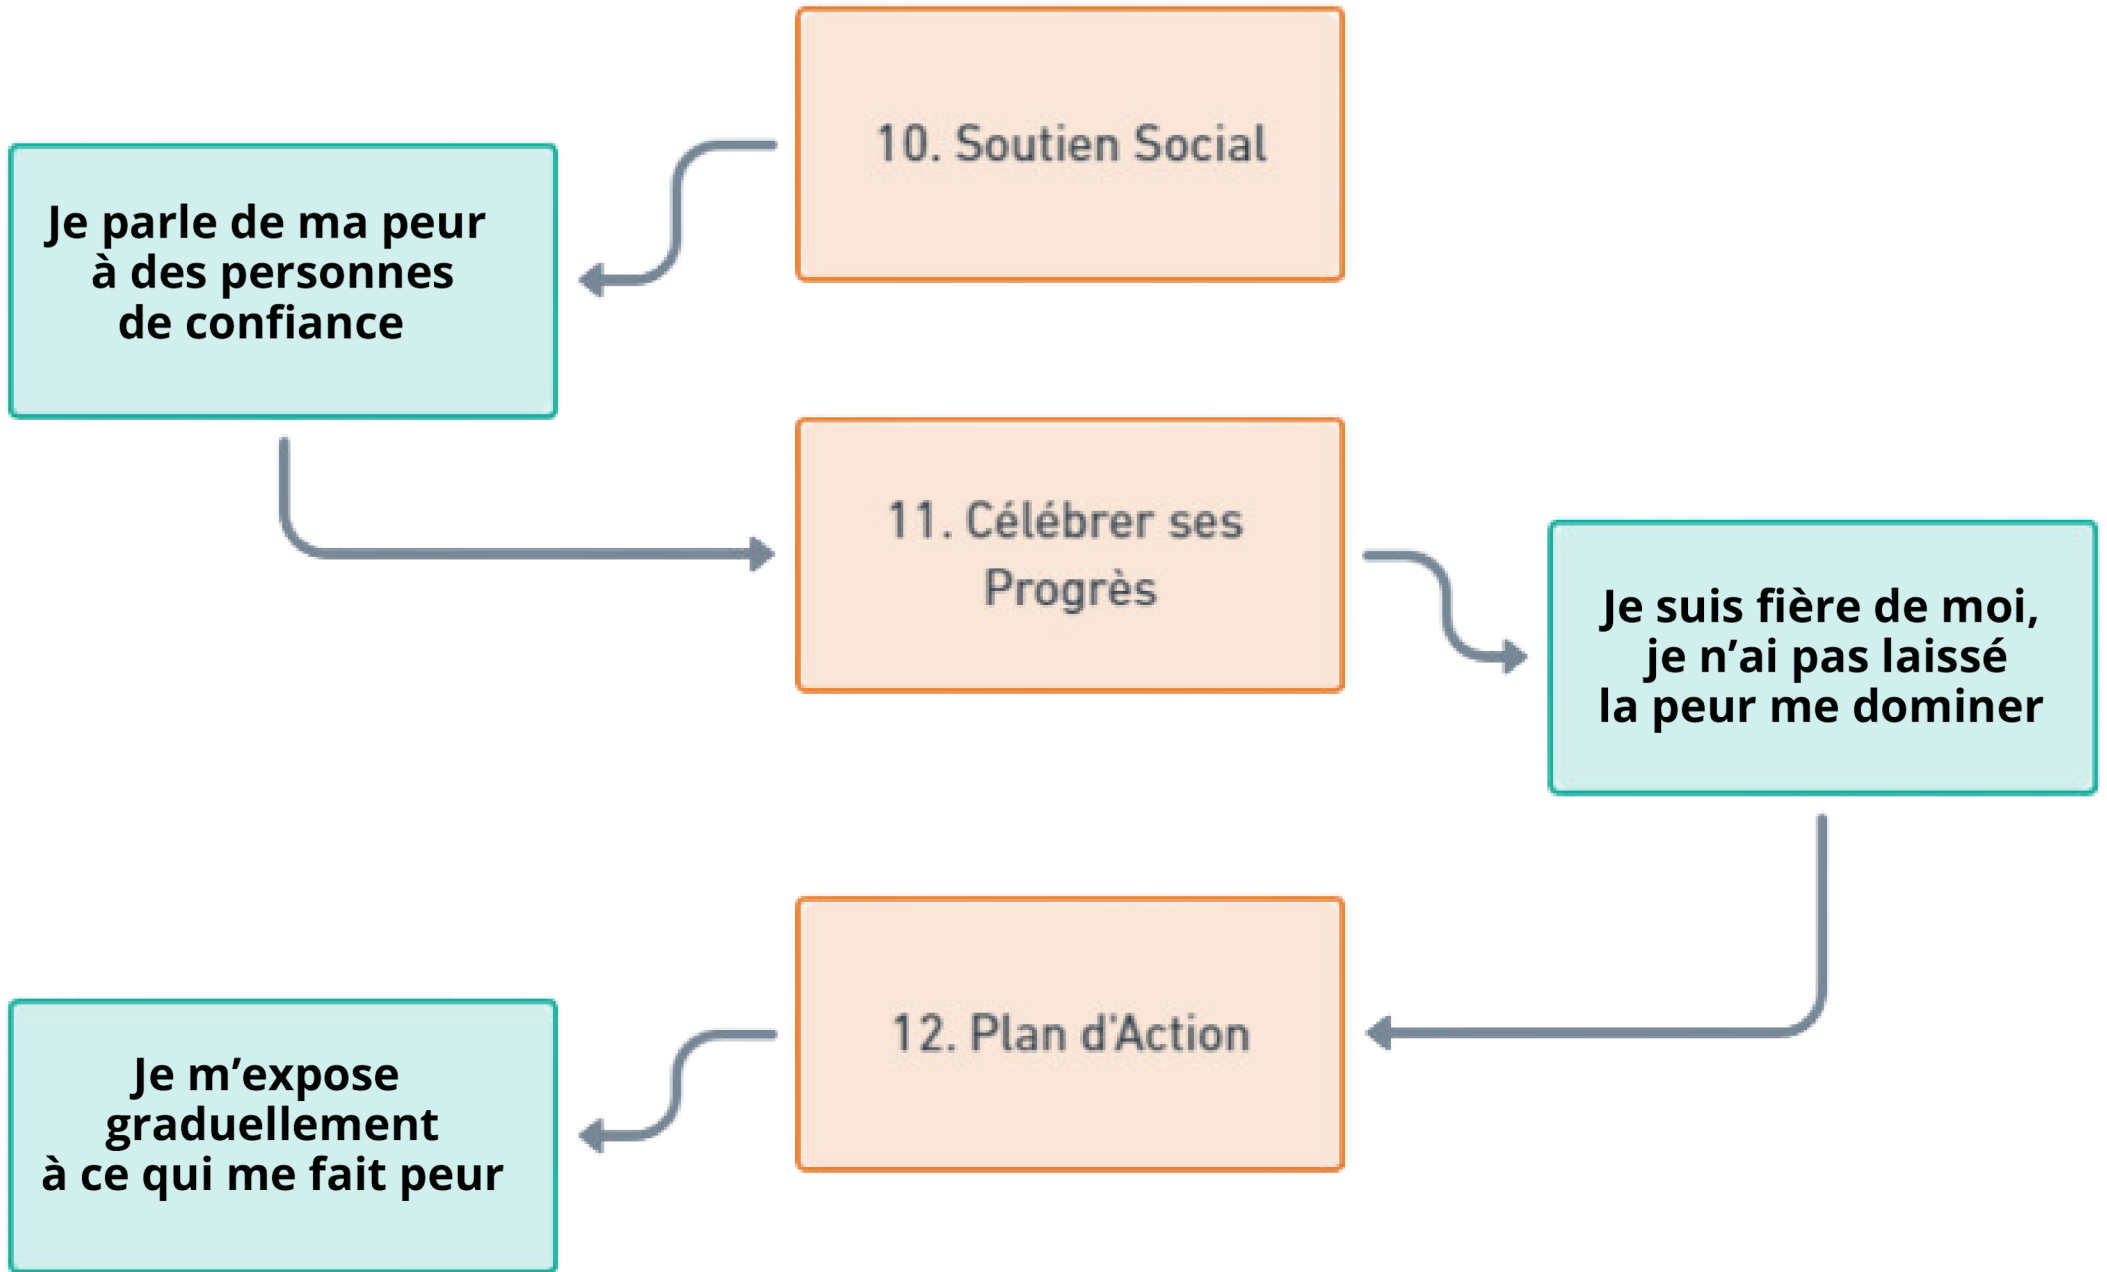 10. Soutien Social
Je parle de ma peur
à des personnes
de confiance
11. Célébrer ses
Progrès
Je suis fière de moi,
je n’ai pas laissé
la peur me dominer
12. Plan d'Action
Je m’expose
graduellement
à ce qui me fait peur